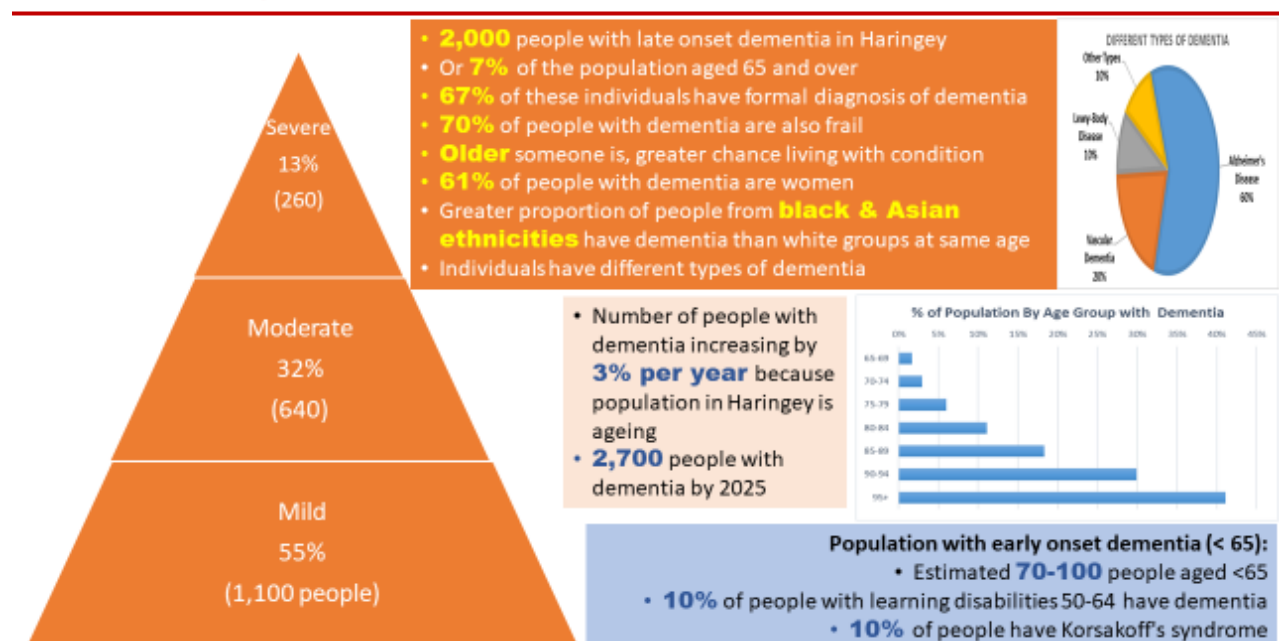 Severe
13%
(260)
Moderate
32%
(640)
Mild
55%
(1,100 people)
• 2,000 people with late onset dementia in Haringey
• Or 7% of the population aged 65 and over
• 67% of these individuals have formal diagnosis of dementia
• 70% of people with dementia are also frail
• Older someone is, greater chance living with condition
• 61% of people with dementia are women
• Greater proportion of people from black & Asian
ethnicities have dementia than white groups at same age
• Individuals have different types of dementia
DIFFERENT TYPES OF DEMENTIA
Other Types
10%
Lewy-Body
Disease
10%
Alzheimer's
Disease
60%
Vascular
Dementia
20%
• Number of people with
dementia increasing by
3% per year because
population in Haringey is
ageing
• 2,700 people with
dementia by 2025
% of Population By Age Group with Dementia
0% 5% 10% 15% 20% 25% 30% 35% 40% 45%
65-69
70-74
75-79
80-84
85-89
90-94
95+
Population with early onset dementia (< 65):
• Estimated 70-100 people aged <65
• 10% of people with learning disabilities 50-64 have dementia
• 10% of people have Korsakoff's syndrome